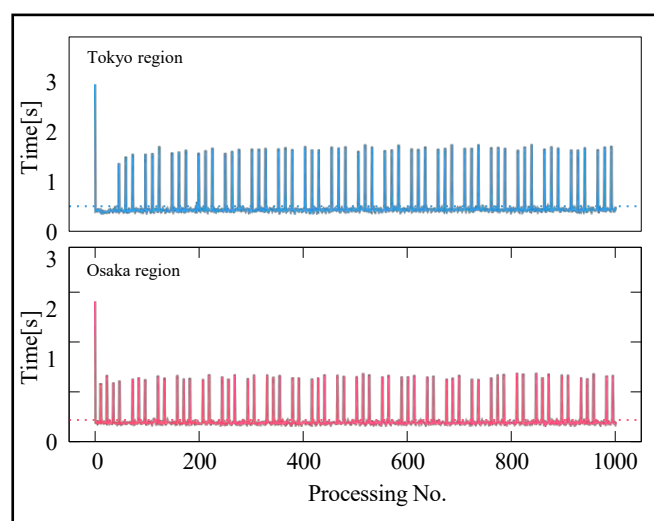 Tokyo region
Time[s]
3
2
1
0
Osaka region
Time[s]
3
2
1
0
0 200 400 600 800 1000
Processing No.